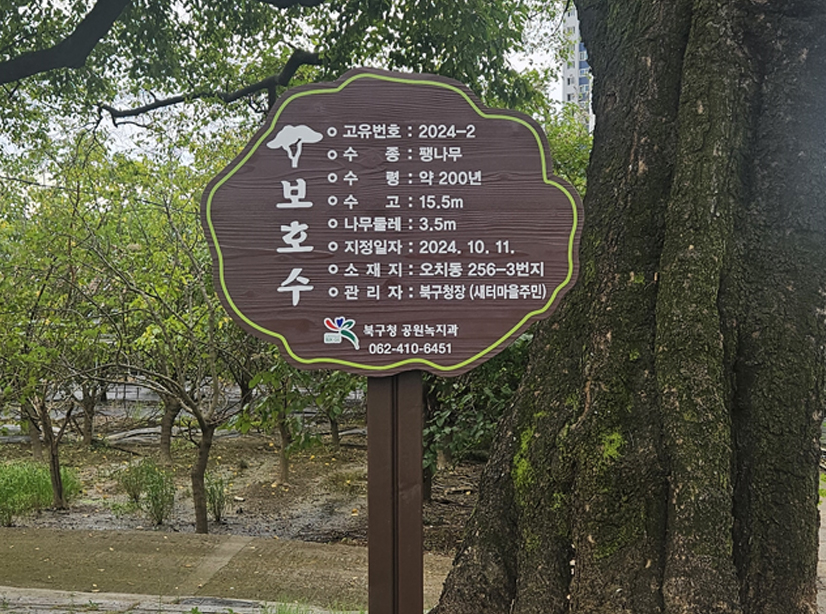 보호수
고유번호 : 2024-2
수 종 : 팽나무
수 령 : 약 200년
수 고 : 15.5m
나무둘레 : 3.5m
지정일자 : 2024. 10. 11.
소 재 지 : 오치동 256-3번지
관 리 자 : 북구청장 (새터마을주민)
북구청 공원녹지과
062-410-6451